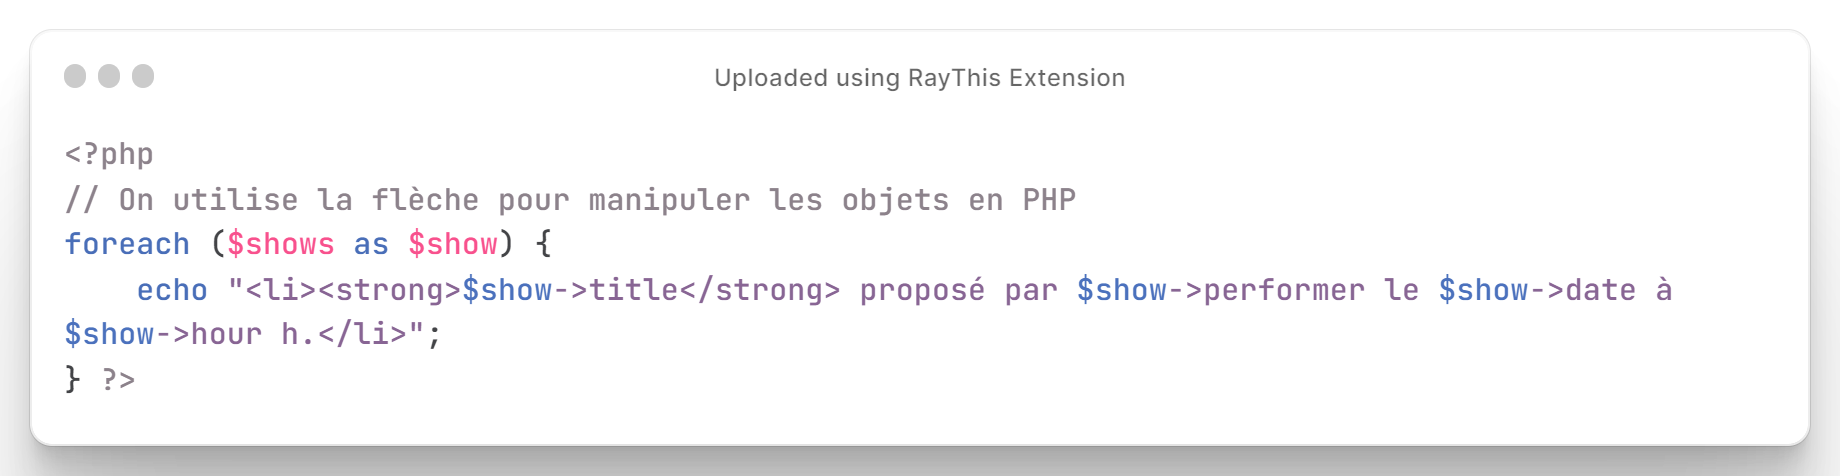 Uploaded using RayThis Extension
<?php
// On utilise la flèche pour manipuler les objets en PHP
foreach ($shows as $show) {
    echo "<li><strong>$show->title</strong> proposé par $show->performer le $show->date à
$show->hour h.</li>";
} ?>